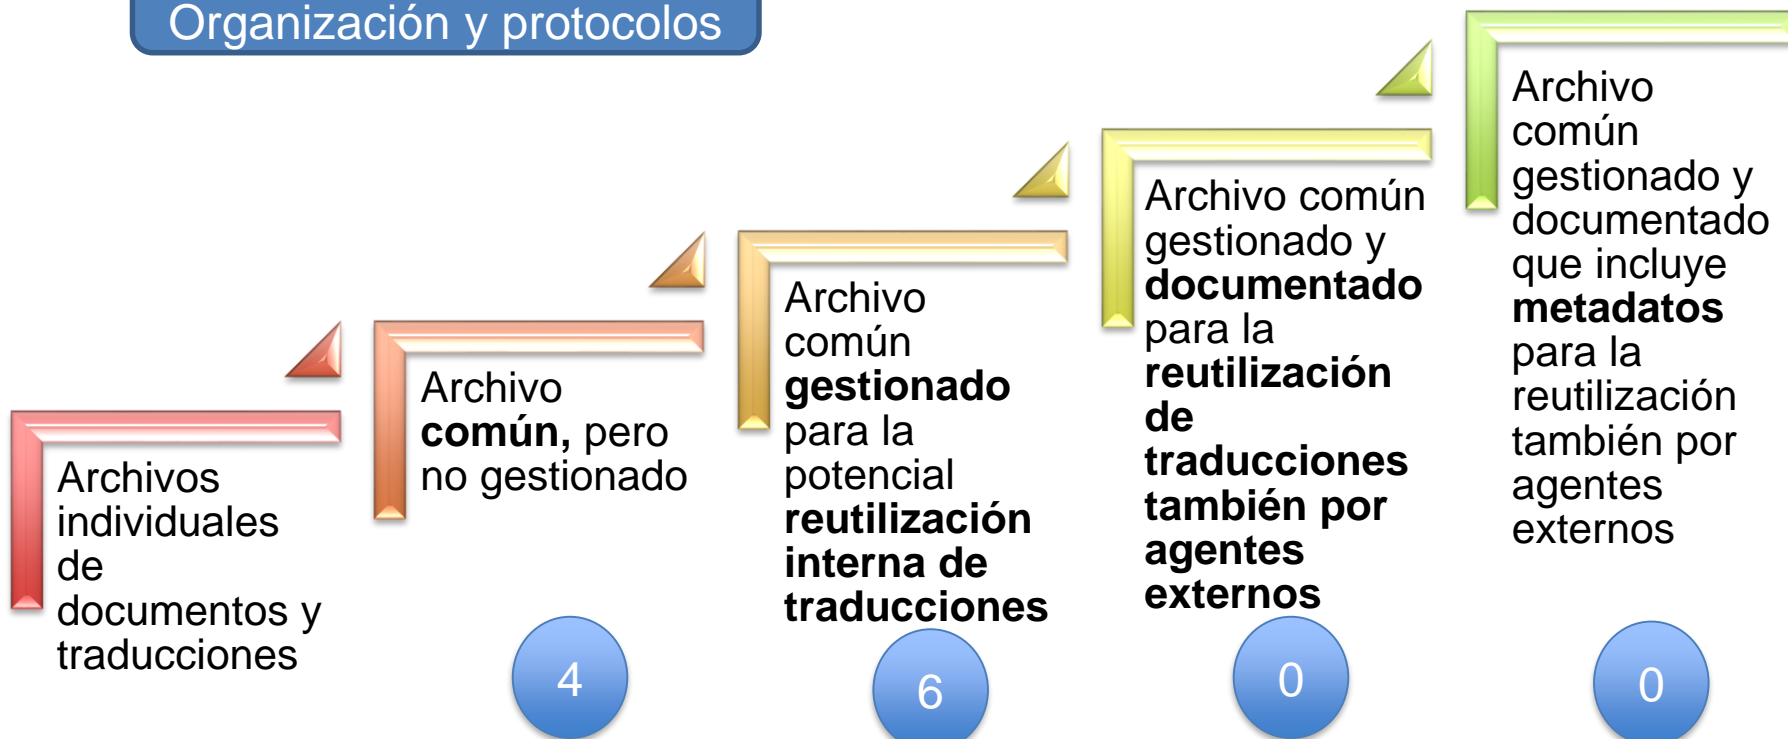 Organización y protocolos
Archivos
individuales
de
documentos y
traducciones
Archivo
común, pero
no gestionado
4
Archivo
común
gestionado
para la
potencial
reutilización
interna de
traducciones
6
Archivo común
gestionado y
documentado
para la
reutilización
de
traducciones
también por
agentes
externos
0
Archivo
común
gestionado y
documentado
que incluye
metadatos
para la
reutilización
también por
agentes
externos
0